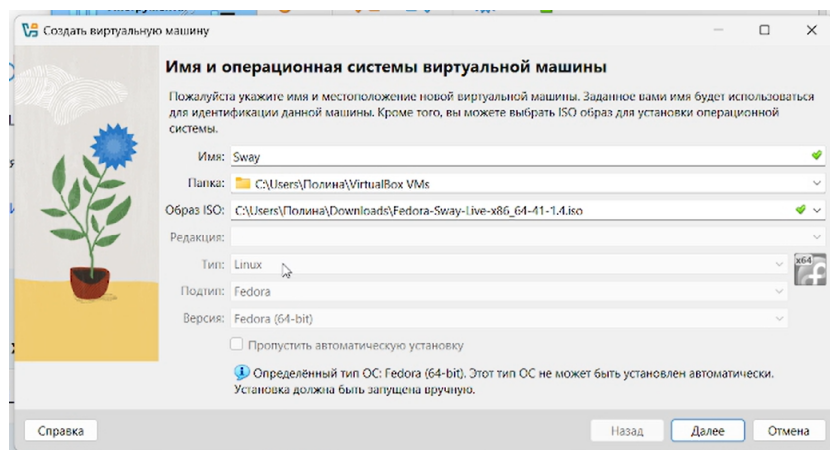 Создать виртуальную машину
Имя и операционная системы виртуальной машины
Пожалуйста укажите имя и местоположение новой виртуальной машины. Заданное вами имя будет использоваться
для идентификации данной машины. Кроме того, вы можете выбрать ISO образ для установки операционной
системы.
Имя: Sway
Папка: C:\Users\Полина\VirtualBox VMs
Образ ISO: C:\Users\Полина\Downloads\Fedora-Sway-Live-x86_64-41-1.4.iso
Редакция:
Тип: Linux
x64
Подтип: Fedora
Версия: Fedora (64-bit)
Пропустить автоматическую установку
Определённый тип ОС: Fedora (64-bit). Этот тип ОС не может быть установлен автоматически.
Установка должна быть запущена вручную.
Справка Назад Далее Отмена